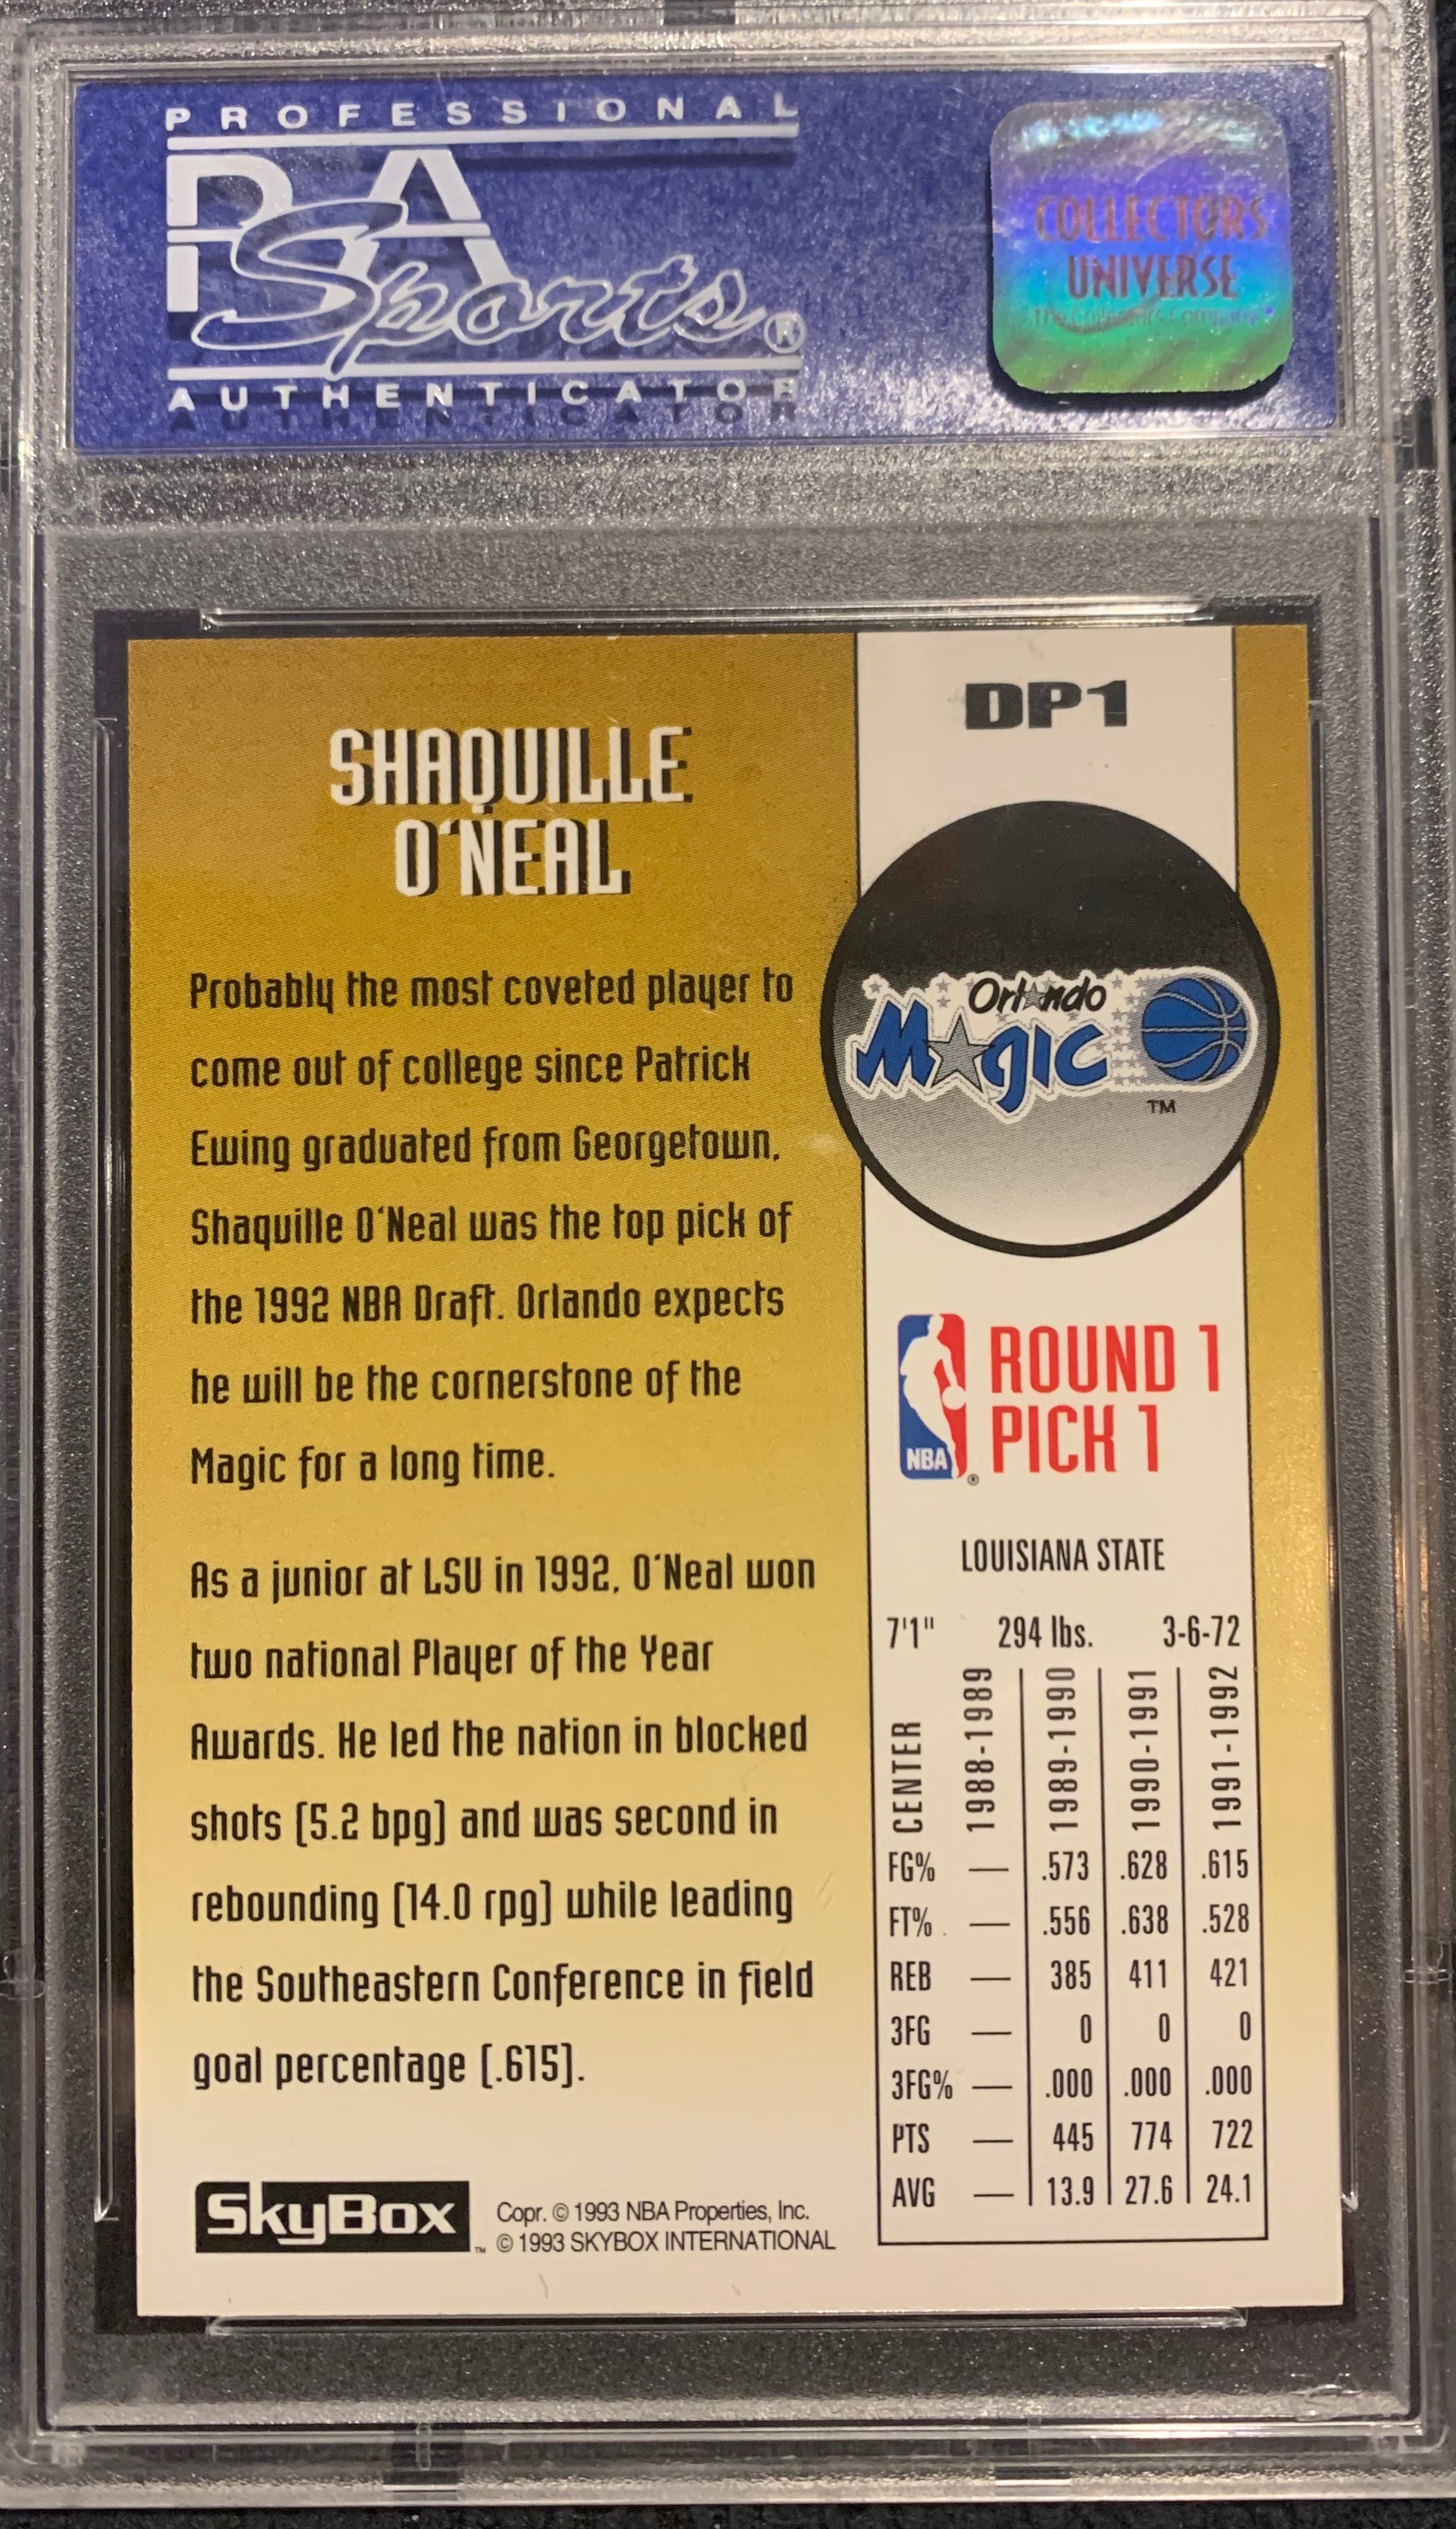 PROFESSIONAL
PSA
Sports®
AUTHENTICATOR
COLLECTORS
UNIVERSE
The Collectors Company
DP1
SHAQUILLE
O'NEAL
Probably the most coveted player to
come out of college since Patrick
Ewing graduated from Georgetown,
Shaquille O'Neal was the top pick of
the 1992 NBA Draft. Orlando expects
he will be the cornerstone of the
Magic for a long time.
As a junior at LSU in 1992, O'Neal won
two national Player of the Year
Awards. He led the nation in blocked
shots (5.2 bpg) and was second in
rebounding (14.0 rpg) while leading
the Southeastern Conference in field
goal percentage (.615).
SkyBox™
Copr. © 1993 NBA Properties, Inc.
© 1993 SKYBOX INTERNATIONAL
Orlando
Magic
TM
NBA®
ROUND 1
PICK 1
LOUISIANA STATE
7'1" 294 lbs. 3-6-72
CENTER 1988-1989 1989-1990 1990-1991 1991-1992
FG% — .573 .628 .615
FT% — .556 .638 .528
REB — 385 411 421
3FG — 0 0 0
3FG% — .000 .000 .000
PTS — 445 774 722
AVG — 13.9 27.6 24.1